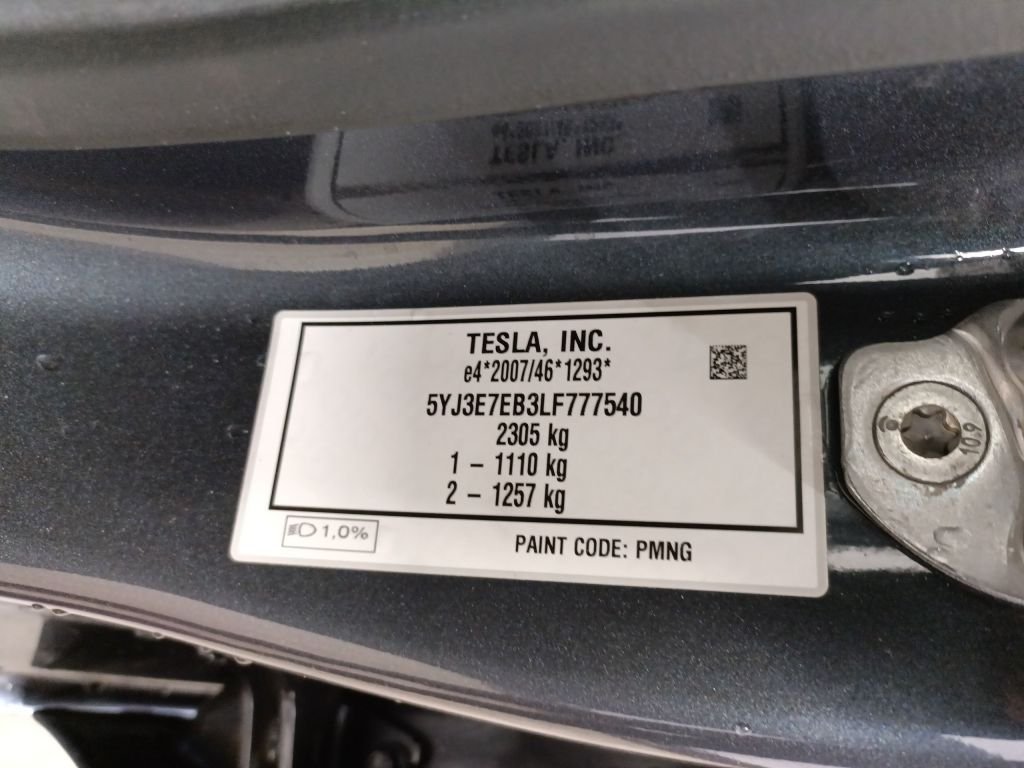 TESLA, INC.
e4*2007/46*1293*
5YJ3E7EB3LF777540
2305 kg
1 – 1110 kg
2 – 1257 kg
1,0%
PAINT CODE: PMNG
10.9